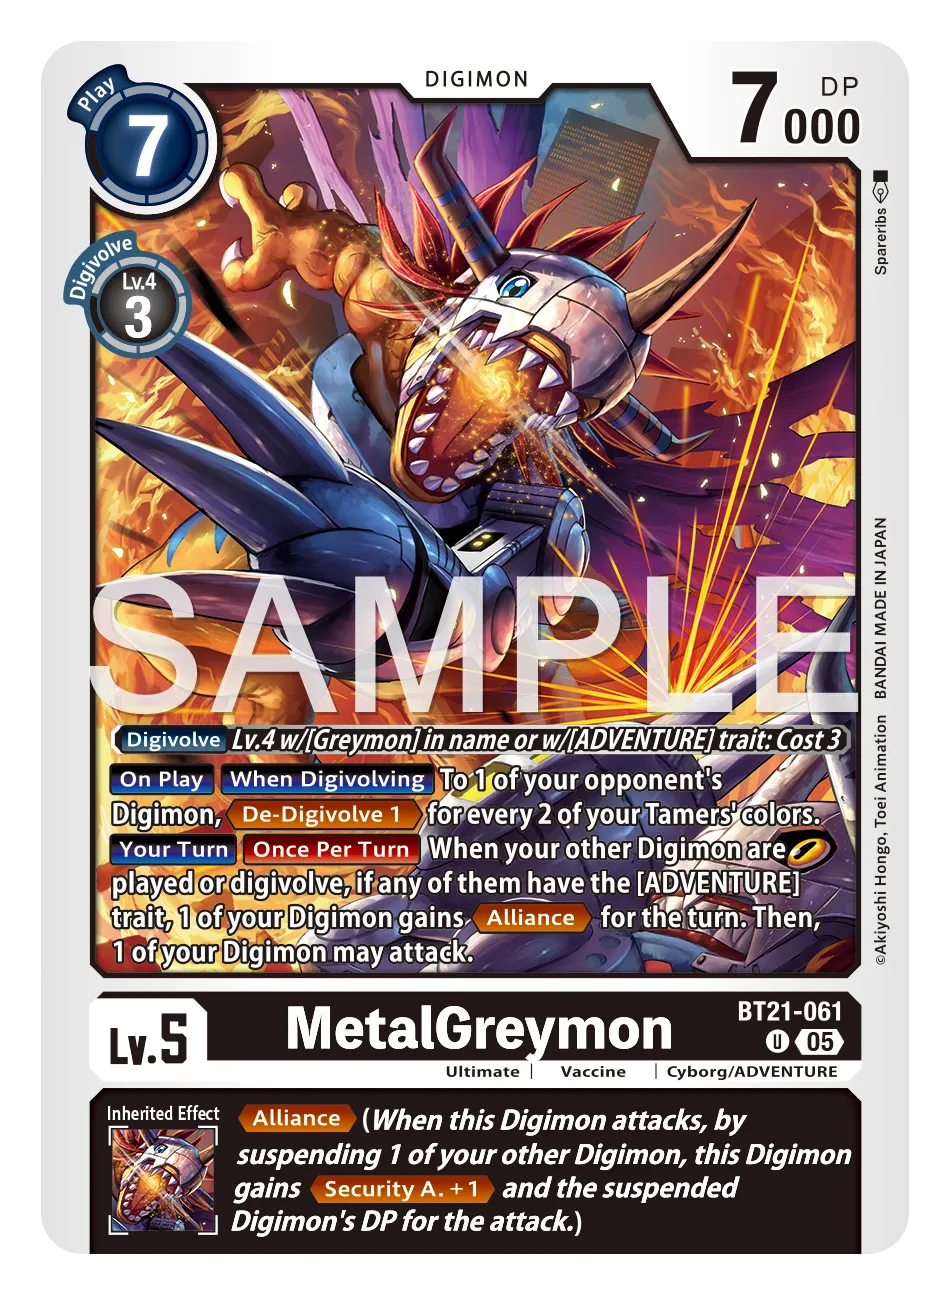 DIGIMON
Play
7
DP
7000
Digivolve
Lv.4
3
Spareribs
SAMPLE
BANDAI MADE IN JAPAN
©Akiyoshi Hongo, Toei Animation
Digivolve Lv.4 w/[Greymon] in name or w/[ADVENTURE] trait: Cost 3
On Play When Digivolving To 1 of your opponent's
Digimon, De-Digivolve 1 for every 2 of your Tamers' colors.
Your Turn Once Per Turn When your other Digimon are
played or digivolve, if any of them have the [ADVENTURE]
trait, 1 of your Digimon gains Alliance for the turn. Then,
1 of your Digimon may attack.
Lv.5
MetalGreymon
BT21-061
U 05
Ultimate | Vaccine | Cyborg/ADVENTURE
Inherited Effect
Alliance (When this Digimon attacks, by
suspending 1 of your other Digimon, this Digimon
gains Security A. +1 and the suspended
Digimon's DP for the attack.)